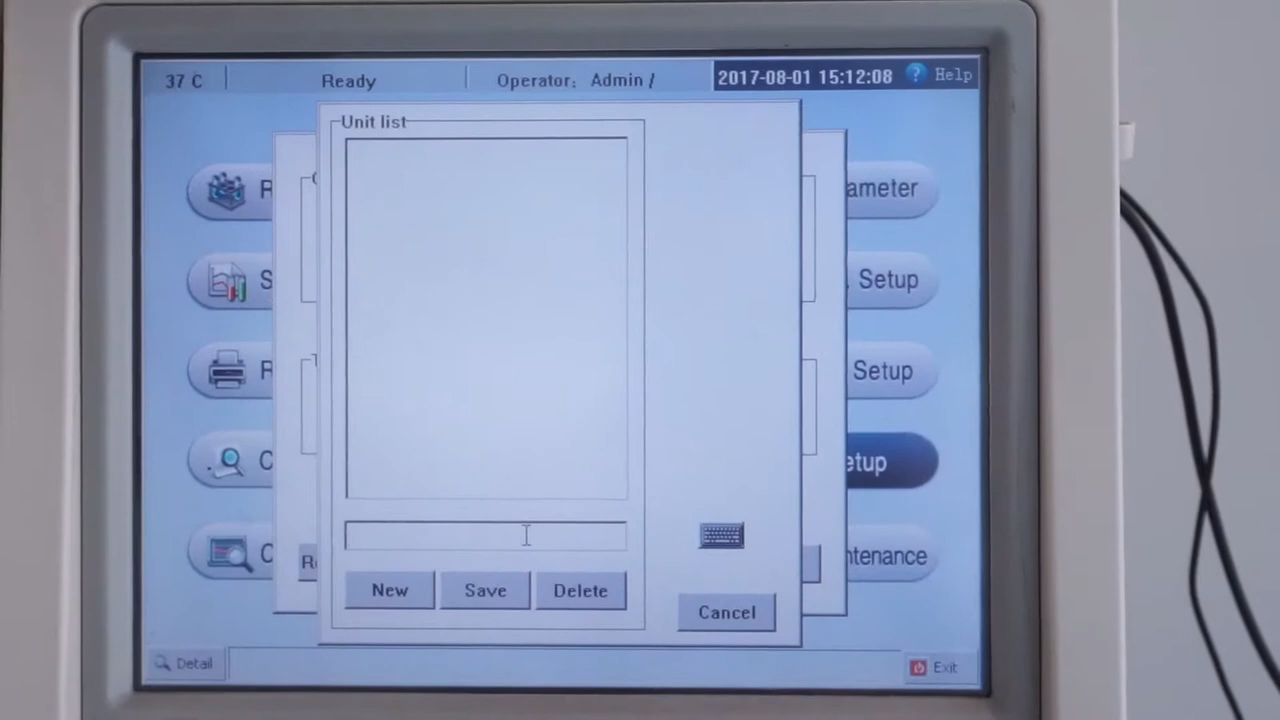 37 C
Ready
Operator: Admin /
2017-08-01 15:12:08
? Help
Unit list
R
ameter
S
. Setup
R
Setup
C
etup
C
ntenance
R
New
Save
Delete
Cancel
Detail
Exit